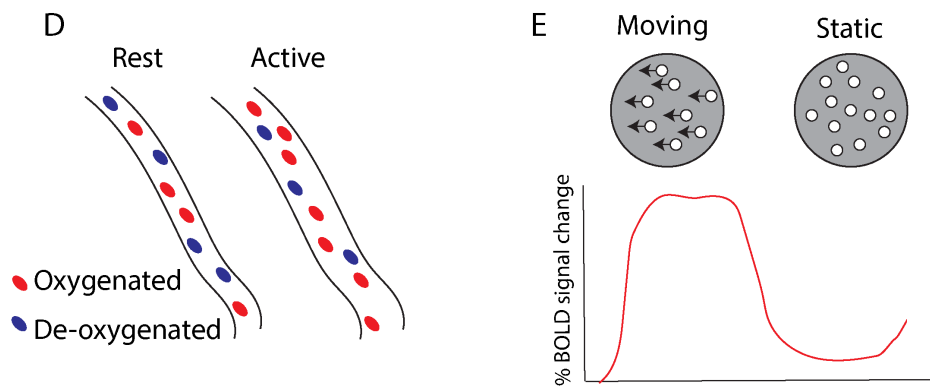 D
Rest
Active
Oxygenated
De-oxygenated
E
Moving
Static
% BOLD signal change